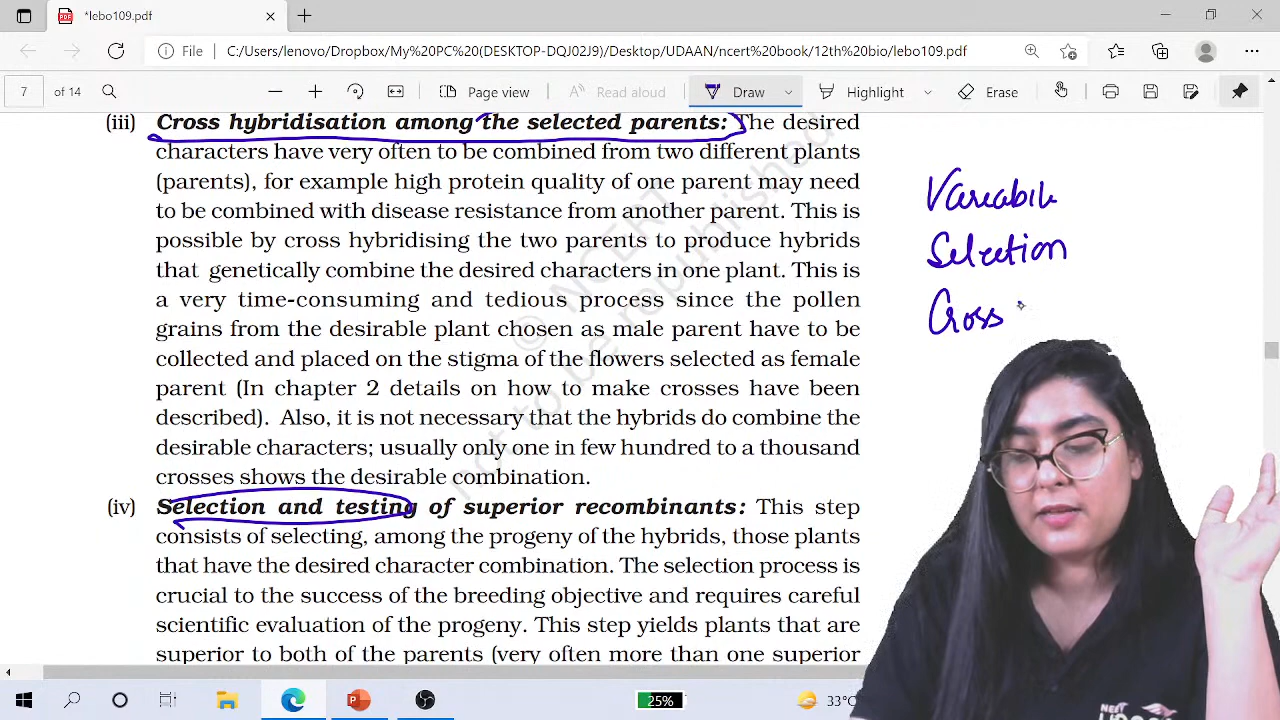 *lebo109.pdf
File C:/Users/lenovo/Dropbox/My%20PC%20(DESKTOP-DQJ02J9)/Desktop/UDAAN/ncert%20book/12th%20bio/lebo109.pdf
7 of 14 Page view Read aloud Draw Highlight Erase
(iii) Cross hybridisation among the selected parents: The desired
characters have very often to be combined from two different plants
(parents), for example high protein quality of one parent may need
to be combined with disease resistance from another parent. This is
possible by cross hybridising the two parents to produce hybrids
that genetically combine the desired characters in one plant. This is
a very time-consuming and tedious process since the pollen
grains from the desirable plant chosen as male parent have to be
collected and placed on the stigma of the flowers selected as female
parent (In chapter 2 details on how to make crosses have been
described). Also, it is not necessary that the hybrids do combine the
desirable characters; usually only one in few hundred to a thousand
crosses shows the desirable combination.
(iv) Selection and testing of superior recombinants: This step
consists of selecting, among the progeny of the hybrids, those plants
that have the desired character combination. The selection process is
crucial to the success of the breeding objective and requires careful
scientific evaluation of the progeny. This step yields plants that are
superior to both of the parents (very often more than one superior
© NCERT
not to be republished
Selection
Cross
25%
33°C
NEET